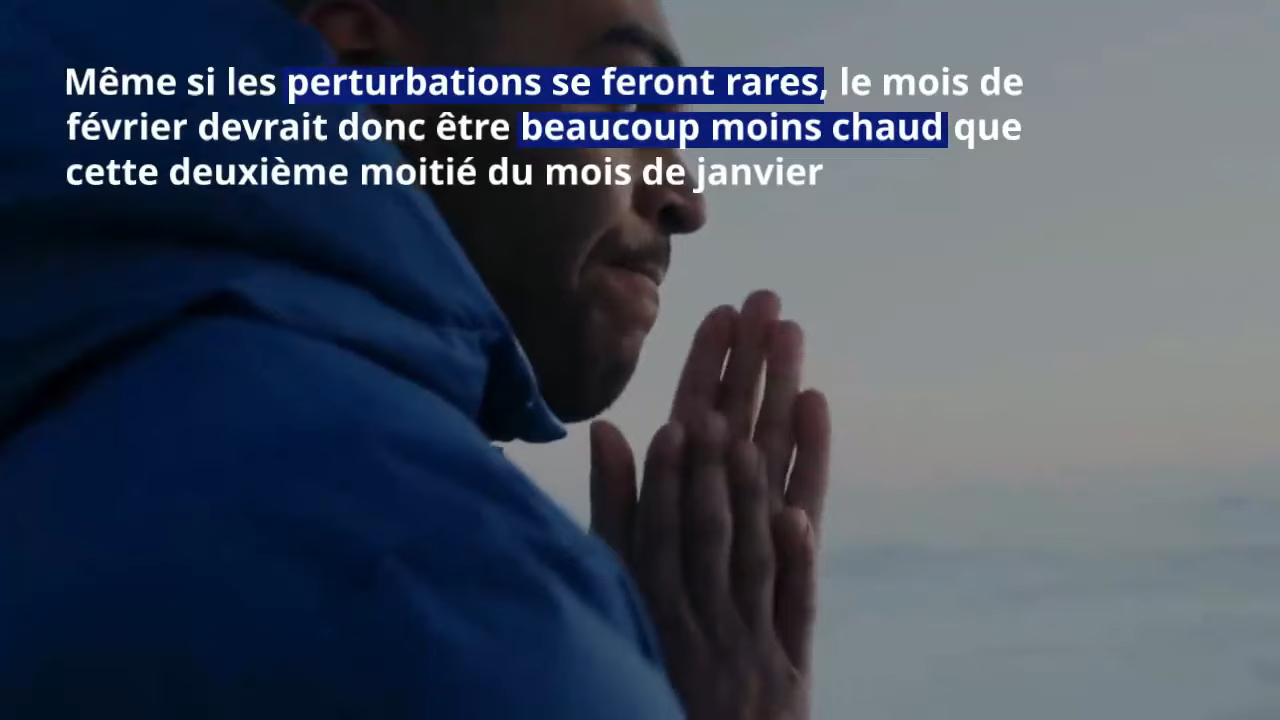 Même si les perturbations se feront rares, le mois de
février devrait donc être beaucoup moins chaud que
cette deuxième moitié du mois de janvier